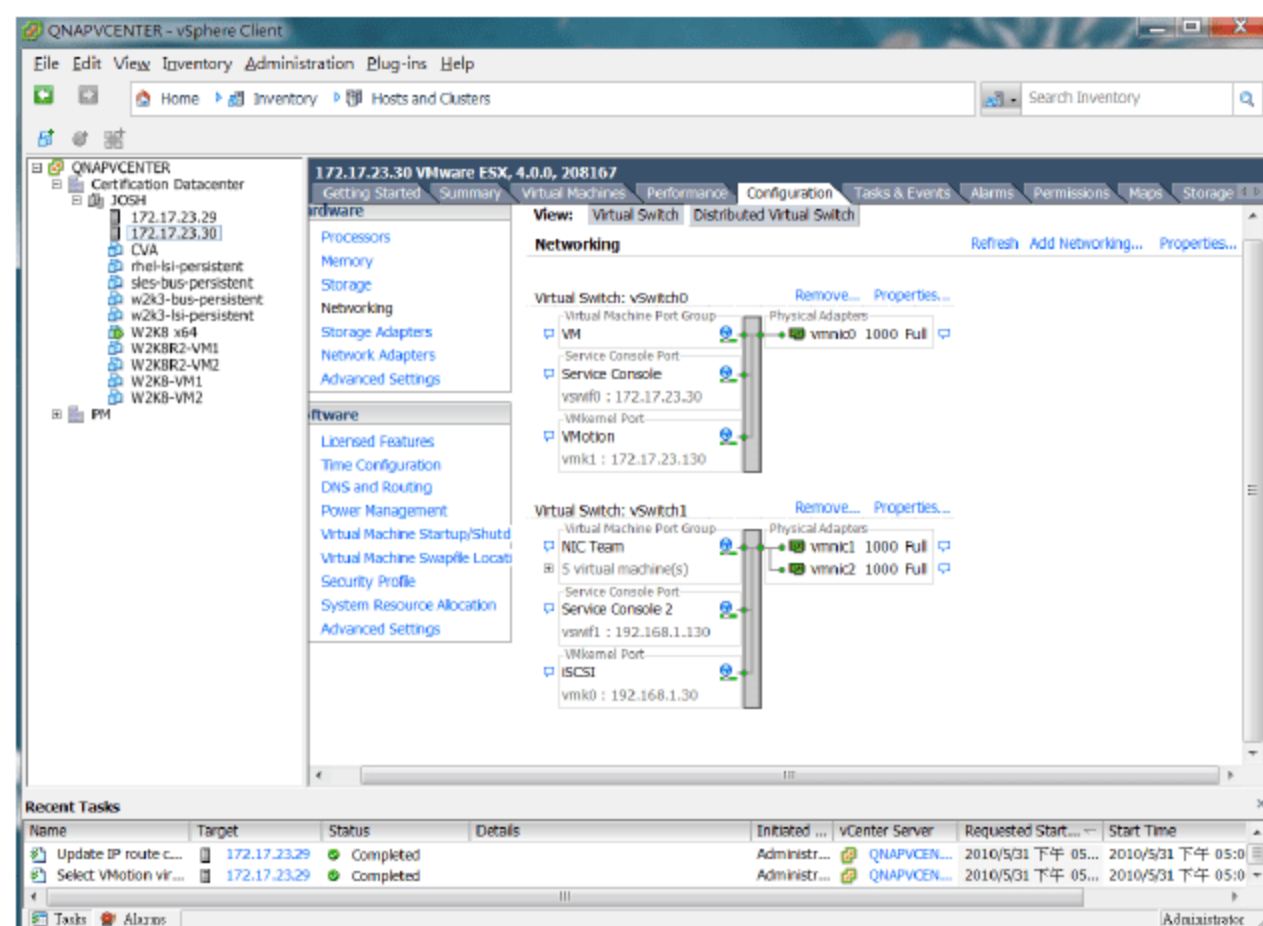 QNAPVCENTER - vSphere Client
File Edit View Inventory Administration Plug-ins Help
Home Inventory Hosts and Clusters
Search Inventory
QNAPVCENTER
Certification Datacenter
JOSH
172.17.23.29
172.17.23.30
CVA
rhel-lsi-persistent
sles-bus-persistent
w2k3-bus-persistent
w2k3-lsi-persistent
W2K8 x64
W2K8R2-VM1
W2K8R2-VM2
W2K8-VM1
W2K8-VM2
PM
172.17.23.30 VMware ESX, 4.0.0, 208167
Getting Started Summary Virtual Machines Performance Configuration Tasks & Events Alarms Permissions Maps Storage
ardware
Processors
Memory
Storage
Networking
Storage Adapters
Network Adapters
Advanced Settings
ftware
Licensed Features
Time Configuration
DNS and Routing
Power Management
Virtual Machine Startup/Shutd
Virtual Machine Swapfile Locati
Security Profile
System Resource Allocation
Advanced Settings
View: Virtual Switch Distributed Virtual Switch
Networking
Refresh Add Networking... Properties...
Virtual Switch: vSwitch0 Remove... Properties...
Virtual Machine Port Group Physical Adapters
VM vmnic0 1000 Full
Service Console Port
Service Console
vswif0 : 172.17.23.30
VMkernel Port
VMotion
vmk1 : 172.17.23.130
Virtual Switch: vSwitch1 Remove... Properties...
Virtual Machine Port Group Physical Adapters
NIC Team vmnic1 1000 Full
5 virtual machine(s) vmnic2 1000 Full
Service Console Port
Service Console 2
vswif1 : 192.168.1.130
VMkernel Port
iSCSI
vmk0 : 192.168.1.30
Recent Tasks
Name Target Status Details Initiated ... vCenter Server Requested Start... Start Time
Update IP route c... 172.17.23.29 Completed Administr... QNAPVCEN... 2010/5/31 下午 05... 2010/5/31 下午 05:0
Select VMotion vir... 172.17.23.29 Completed Administr... QNAPVCEN... 2010/5/31 下午 05... 2010/5/31 下午 05:0
Tasks Alarms Administrator